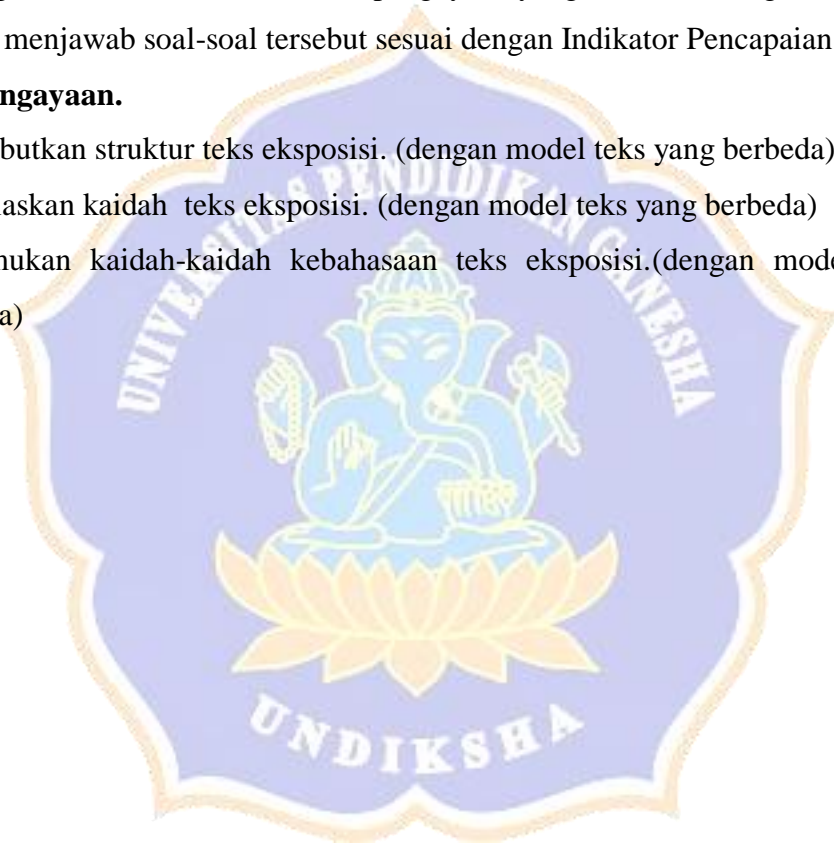 menjawab soal-soal tersebut sesuai dengan Indikator Pencapaian
ngayaan.
butkan struktur teks eksposisi. (dengan model teks yang berbeda)
askan kaidah teks eksposisi. (dengan model teks yang berbeda)
ukan kaidah-kaidah kebahasaan teks eksposisi.(dengan mode
a)
UNIVERSITAS PENDIDIKAN GANESHA
UNDIKSHA